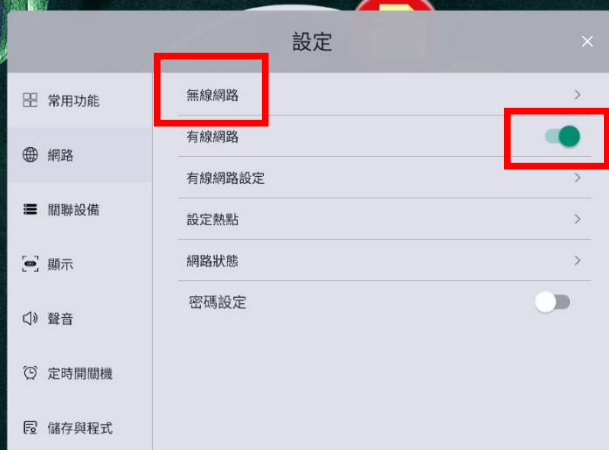 設定
常用功能
網路
關聯設備
顯示
聲音
定時開關機
儲存與程式
無線網路
有線網路
有線網路設定
設定熱點
網路狀態
密碼設定